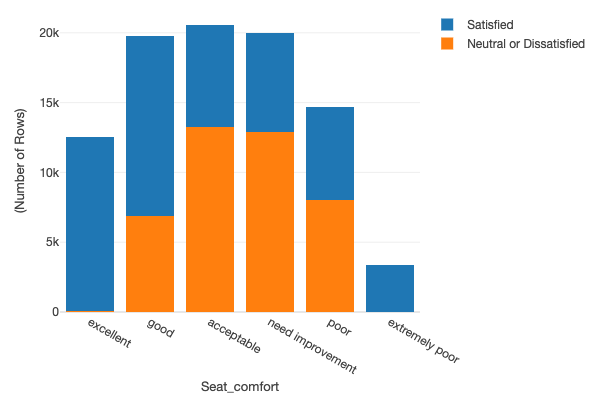 Satisfied
Neutral or Dissatisfied
20k
15k
10k
5k
0
(Number of Rows)
excellent
good
acceptable
need improvement
poor
extremely poor
Seat_comfort